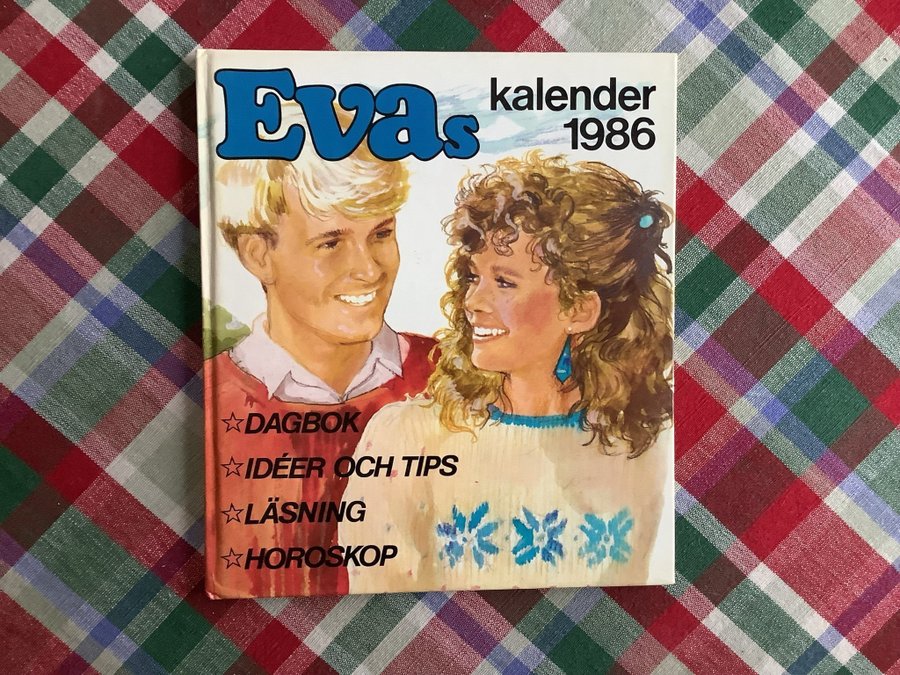 Evas
kalender
1986
☆DAGBOK
☆IDÉER OCH TIPS
☆LÄSNING
☆HOROSKOP